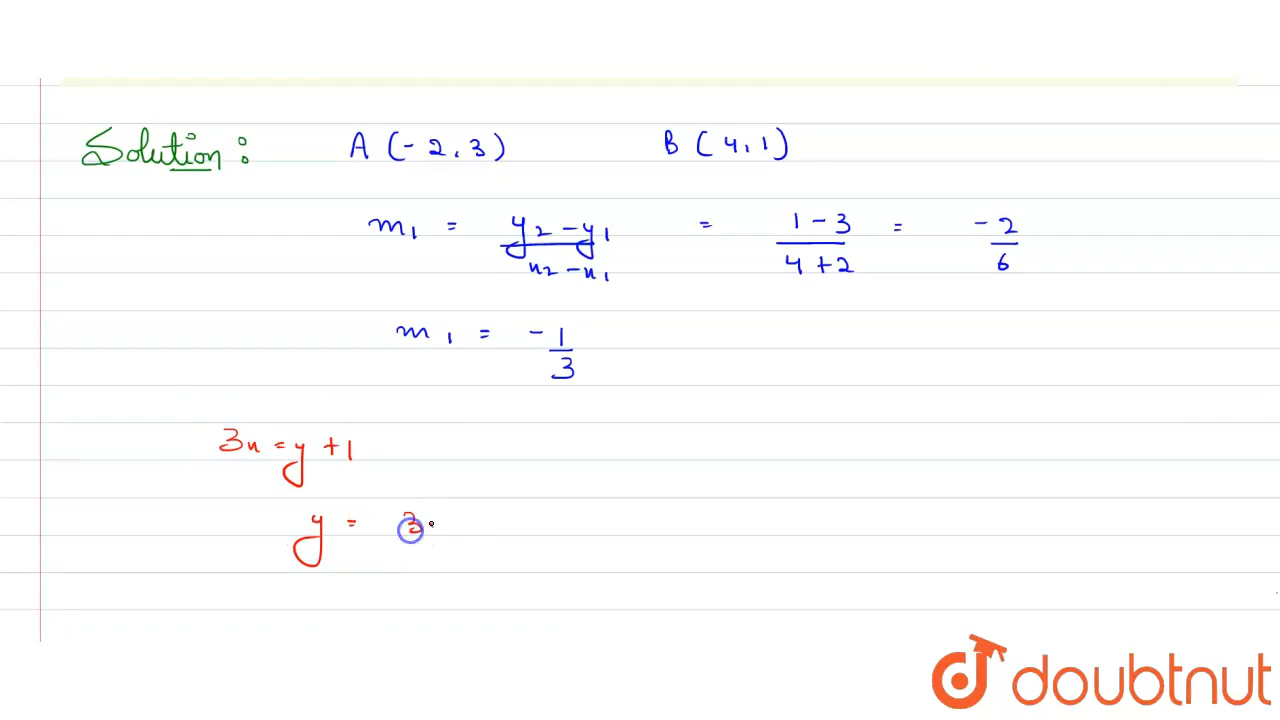 Solution : A (-2, 3) B (4, 1)
m₁ = y₂ - y₁ / x₂ - x₁ = 1 - 3 / 4 + 2 = -2 / 6
m₁ = -1 / 3
3x = y + 1
y = 3
doubtnut